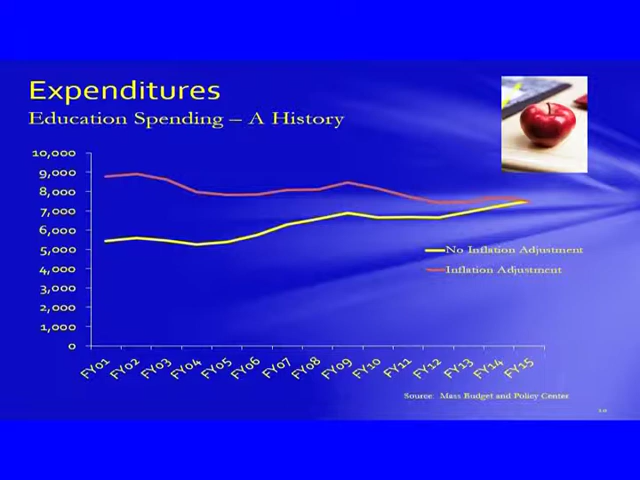 Expenditures
Education Spending – A History
10,000
9,000
8,000
7,000
6,000
5,000
4,000
3,000
2,000
1,000
0
FY01 FY02 FY03 FY04 FY05 FY06 FY07 FY08 FY09 FY10 FY11 FY12 FY13 FY14 FY15
No Inflation Adjustment
Inflation Adjustment
Source: Mass Budget and Policy Center